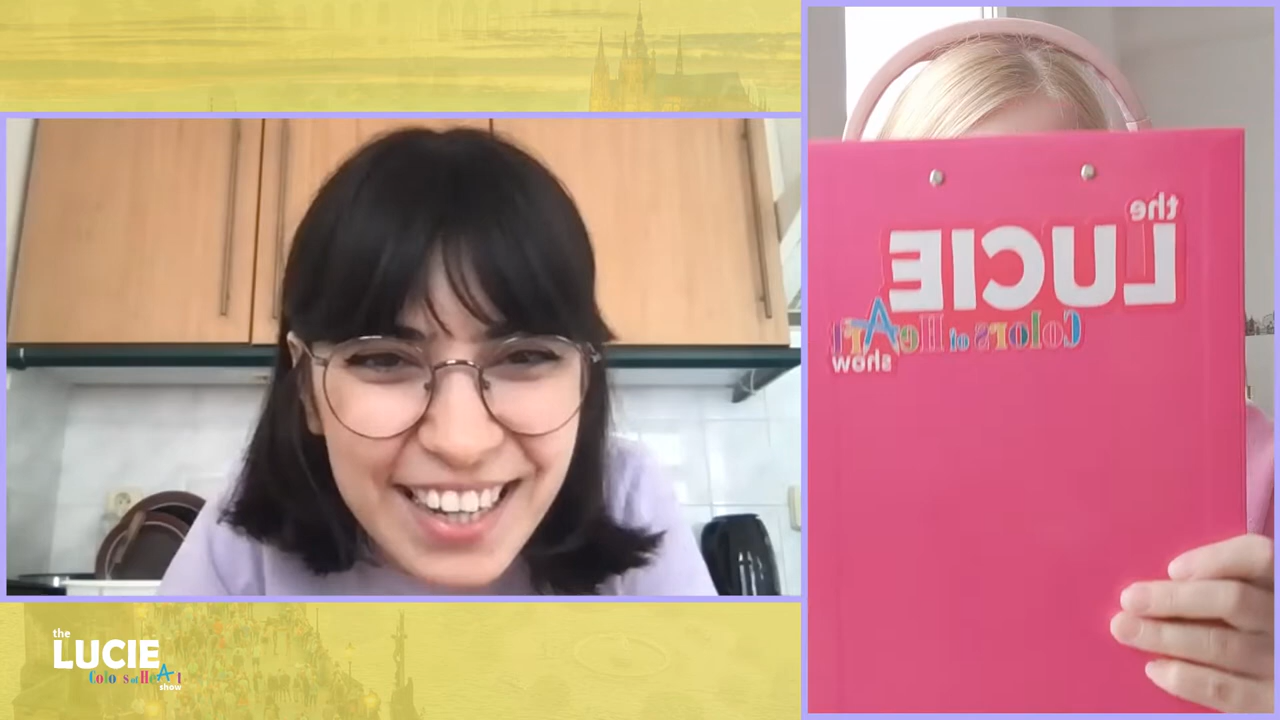 the
LUCIE
Colors of HeArt
show
the
LUCIE
Colors of HeArt
show